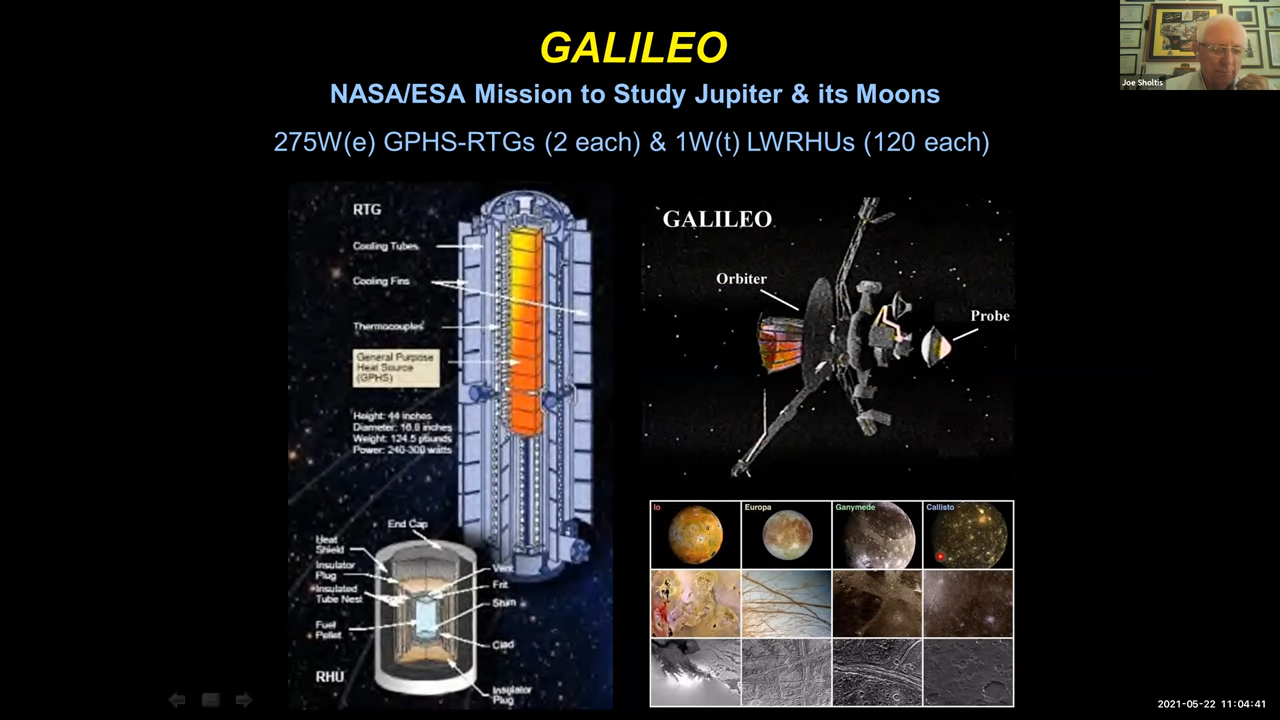 GALILEO
NASA/ESA Mission to Study Jupiter & its Moons
275W(e) GPHS-RTGs (2 each) & 1W(t) LWRHUs (120 each)
Joe Sholtis
RTG
Cooling Tubes
Cooling Fins
Thermocouples
General Purpose
Heat Source
(GPHS)
Height: 44 inches
Diameter: 16.8 inches
Weight: 124.5 pounds
Power: 240-300 watts
End Cap
Heat
Shield
Insulator
Plug
Insulated
Tube Nest
Fuel
Pellet
Vent
Frit
Shim
Clad
Insulator
Plug
RHU
GALILEO
Orbiter
Probe
Io
Europa
Ganymede
Callisto
2021-05-22 11:04:41